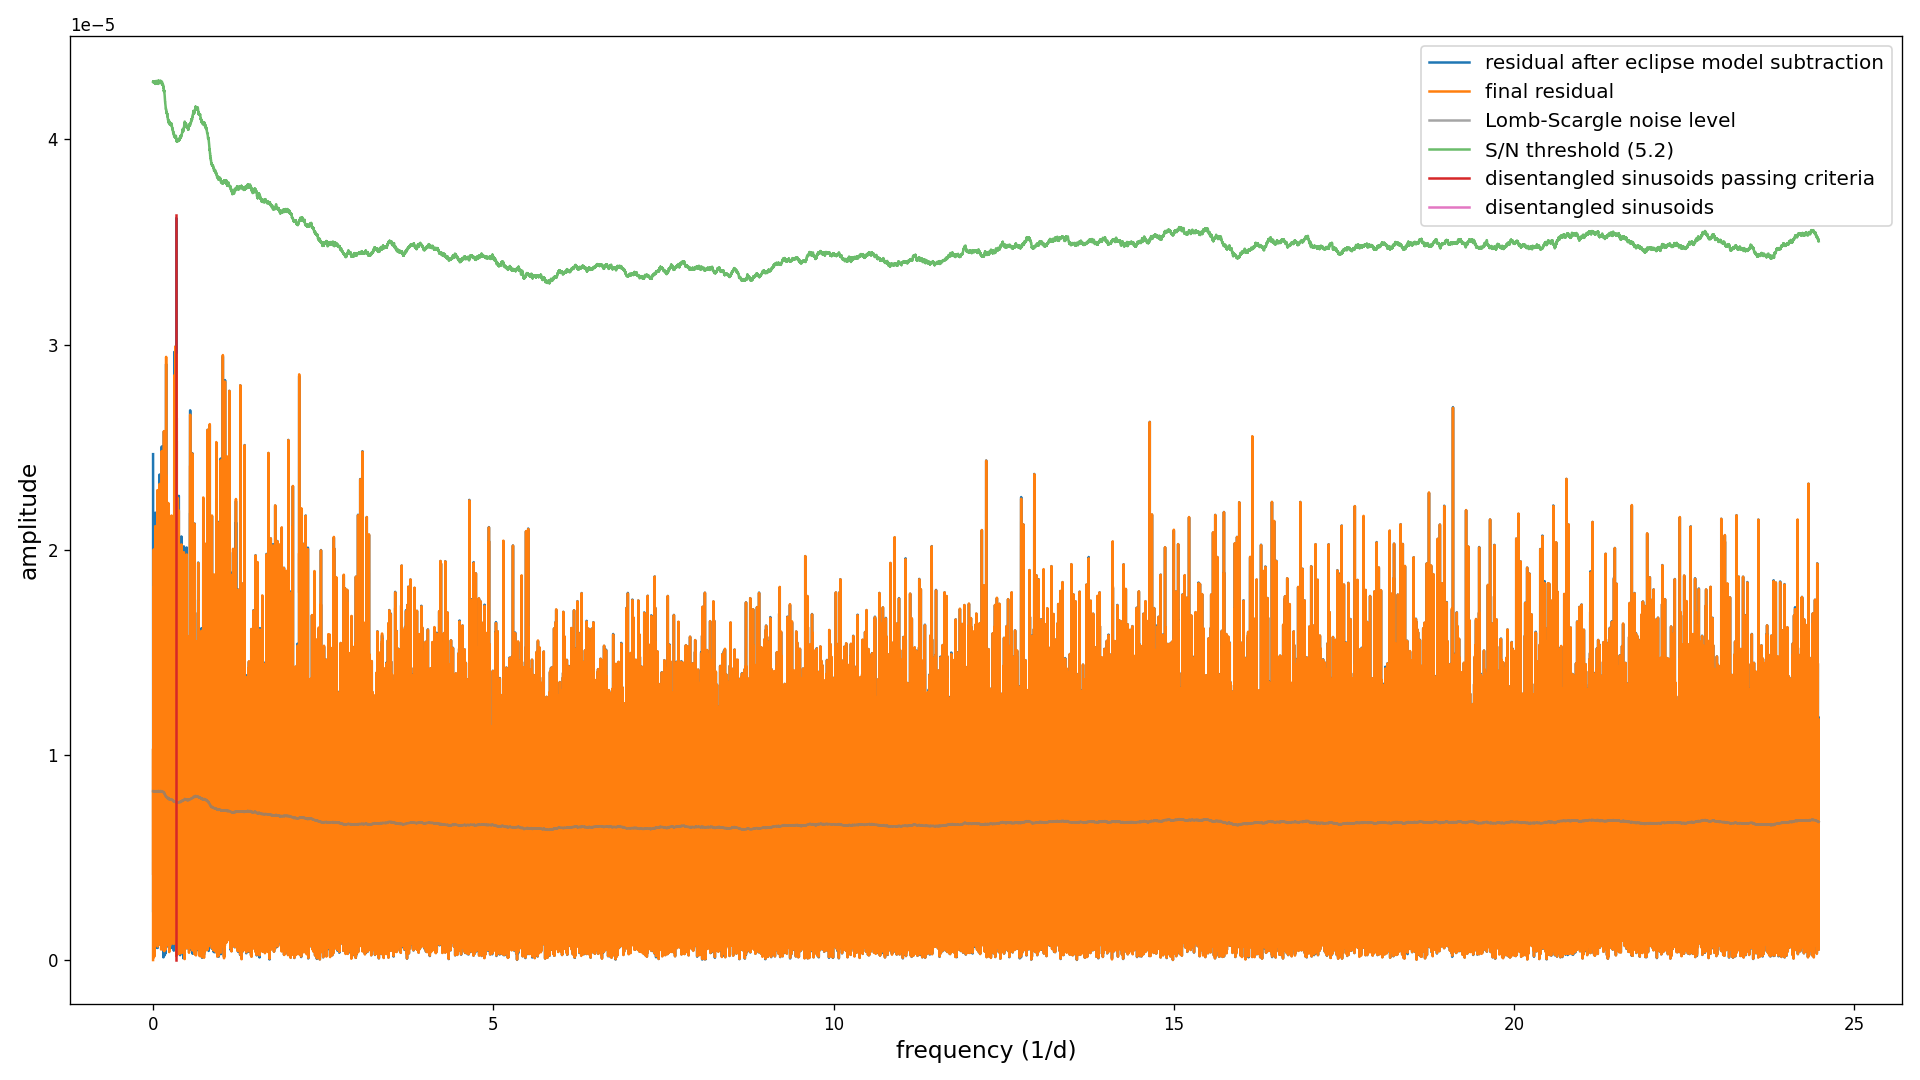 1e−5
residual after eclipse model subtraction
final residual
Lomb-Scargle noise level
S/N threshold (5.2)
disentangled sinusoids passing criteria
disentangled sinusoids
4
3
2
1
0
amplitude
0 5 10 15 20 25
frequency (1/d)